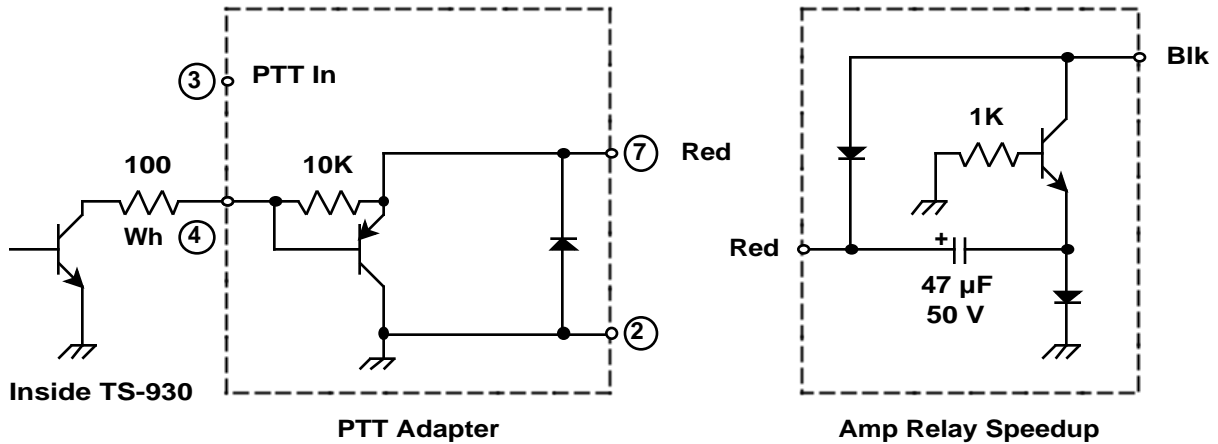 3 PTT In
Blk
1K
100
10K
7 Red
Wh 4
Red
+
47 µF
50 V
2
Inside TS-930
PTT Adapter
Amp Relay Speedup